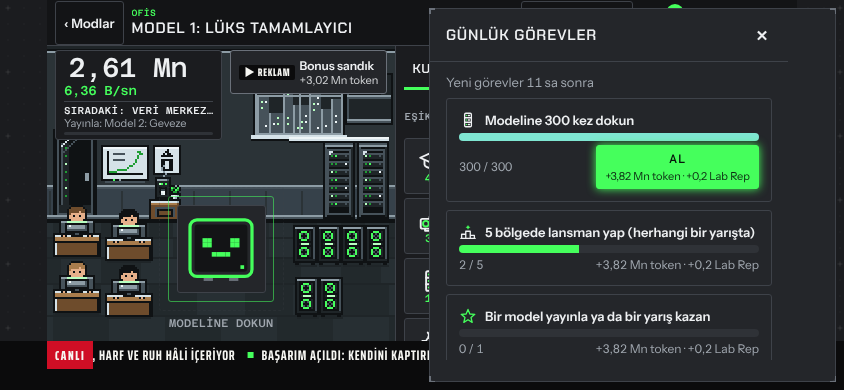 ‹ Modlar
OFİS
MODEL 1: LÜKS TAMAMLAYICI
2,61 Mn
6,36 B/sn
ŞIRADAKİ: VERİ MERKEZ…
Yayınla: Model 2: Geveze
REKLAM
Bonus sandık
+3,02 Mn token
KU
EŞİK
MODELİNE DOKUN
CANLI
, HARF VE RUH HÂLİ İÇERİYOR ■ BAŞARIM AÇILDI: KENDİNİ KAPTIR
GÜNLÜK GÖREVLER
×
Yeni görevler 11 sa sonra
Modeline 300 kez dokun
300 / 300
AL
+3,82 Mn token · +0,2 Lab Rep
5 bölgede lansman yap (herhangi bir yarışta)
2 / 5
+3,82 Mn token · +0,2 Lab Rep
Bir model yayınla ya da bir yarış kazan
0 / 1
+3,82 Mn token · +0,2 Lab Rep